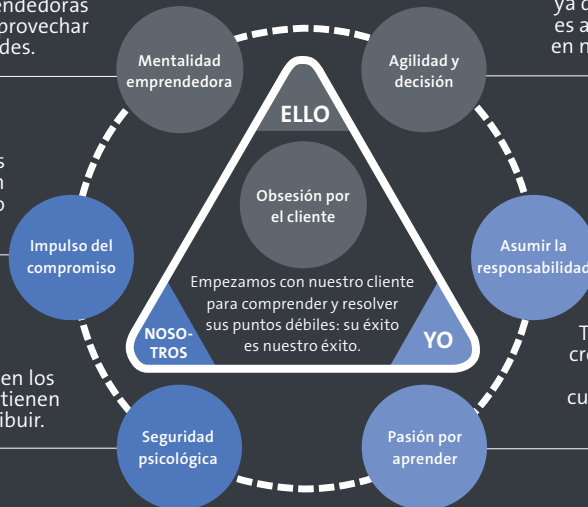 endedoras
provechar
des.
ya
es a
en n
Mentalidad
emprendedora
Agilidad y
decisión
ELLO
Obsesión por
el cliente
s
n
o
Impulso del
compromiso
Asumir la
responsabilidad
Empezamos con nuestro cliente
para comprender y resolver
sus puntos débiles: su éxito
es nuestro éxito.
NOSO-
TROS
YO
T
cre
cu
en los
tienen
ibuir.
Seguridad
psicológica
Pasión por
aprender